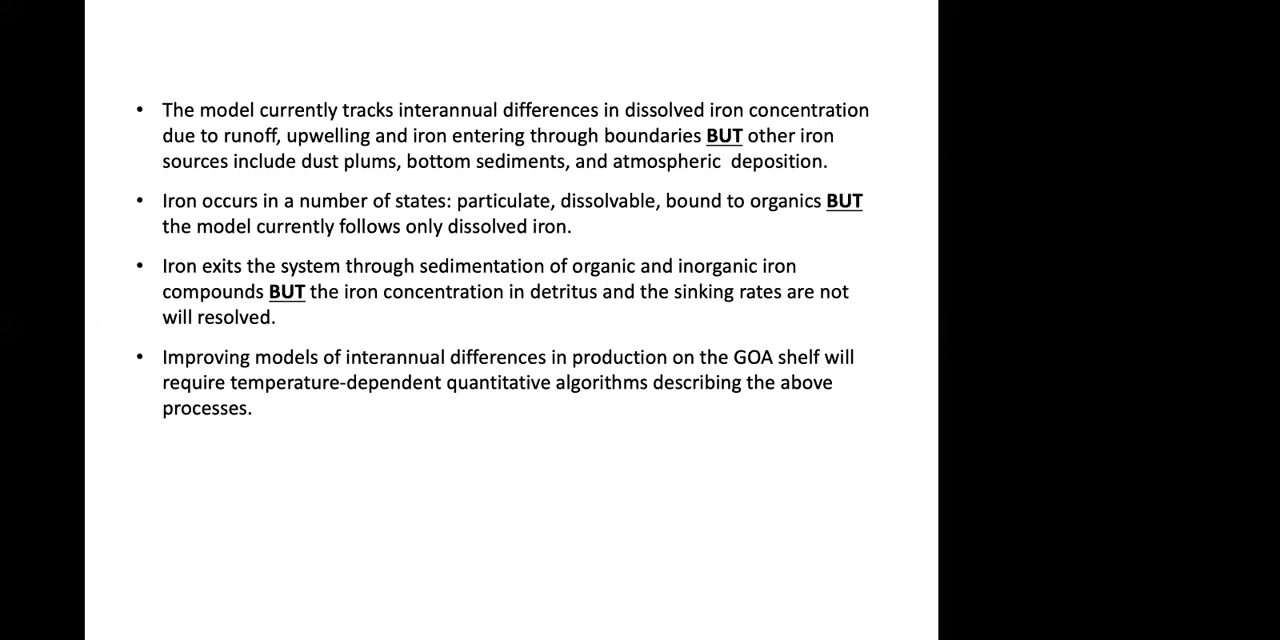 • The model currently tracks interannual differences in dissolved iron concentration
due to runoff, upwelling and iron entering through boundaries BUT other iron
sources include dust plums, bottom sediments, and atmospheric  deposition.
• Iron occurs in a number of states: particulate, dissolvable, bound to organics BUT
the model currently follows only dissolved iron.
• Iron exits the system through sedimentation of organic and inorganic iron
compounds BUT the iron concentration in detritus and the sinking rates are not
will resolved.
• Improving models of interannual differences in production on the GOA shelf will
require temperature-dependent quantitative algorithms describing the above
processes.